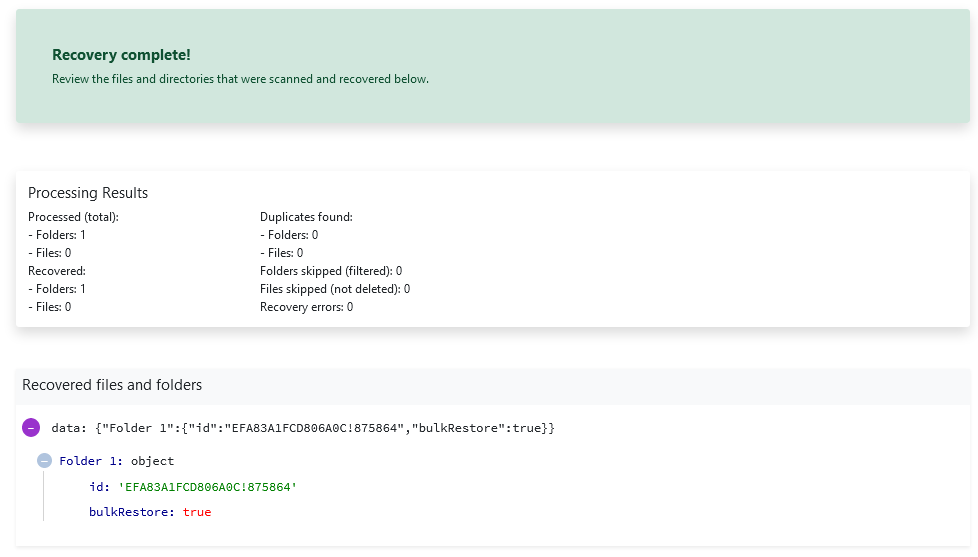 Recovery complete!
Review the files and directories that were scanned and recovered below.
Processing Results
Processed (total):
- Folders: 1
- Files: 0
Recovered:
- Folders: 1
- Files: 0
Duplicates found:
- Folders: 0
- Files: 0
Folders skipped (filtered): 0
Files skipped (not deleted): 0
Recovery errors: 0
Recovered files and folders
data: {"Folder 1":{"id":"EFA83A1FCD806A0C!875864","bulkRestore":true}}
Folder 1: object
id: 'EFA83A1FCD806A0C!875864'
bulkRestore: true